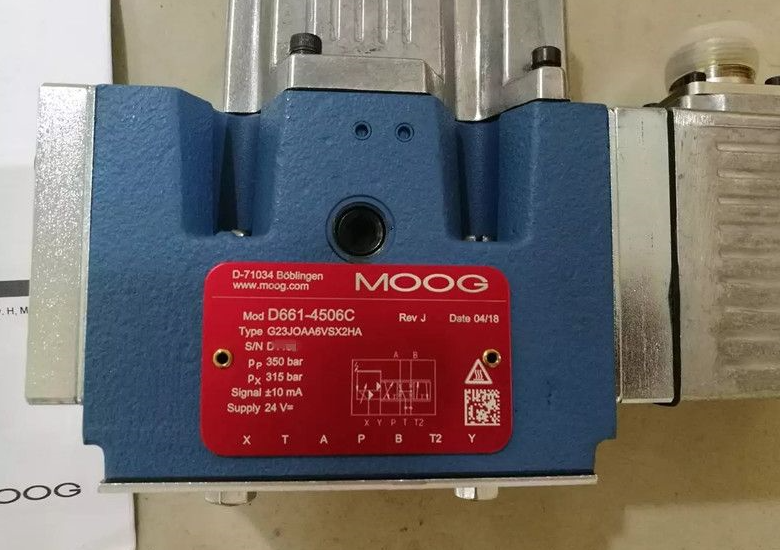 D-71034 Böblingen
www.moog.com
MOOG
Mod D661-4506C Rev J Date 04/18
Type G23JOAA6VSX2HA
S/N
pP 350 bar
pX 315 bar
Signal ±10 mA
Supply 24 V=
A B
X Y P T T2
X T A P B T2 Y
. H, M
OOG